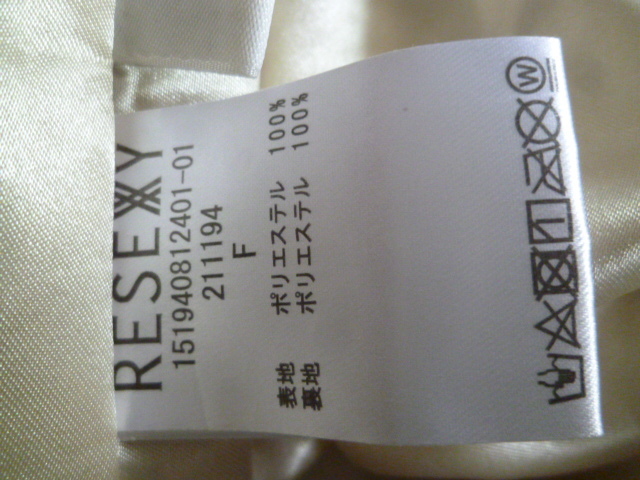 RESEXXY
151940812401-01
211194
F
表地 ポリエステル 100%
裏地 ポリエステル 100%
W